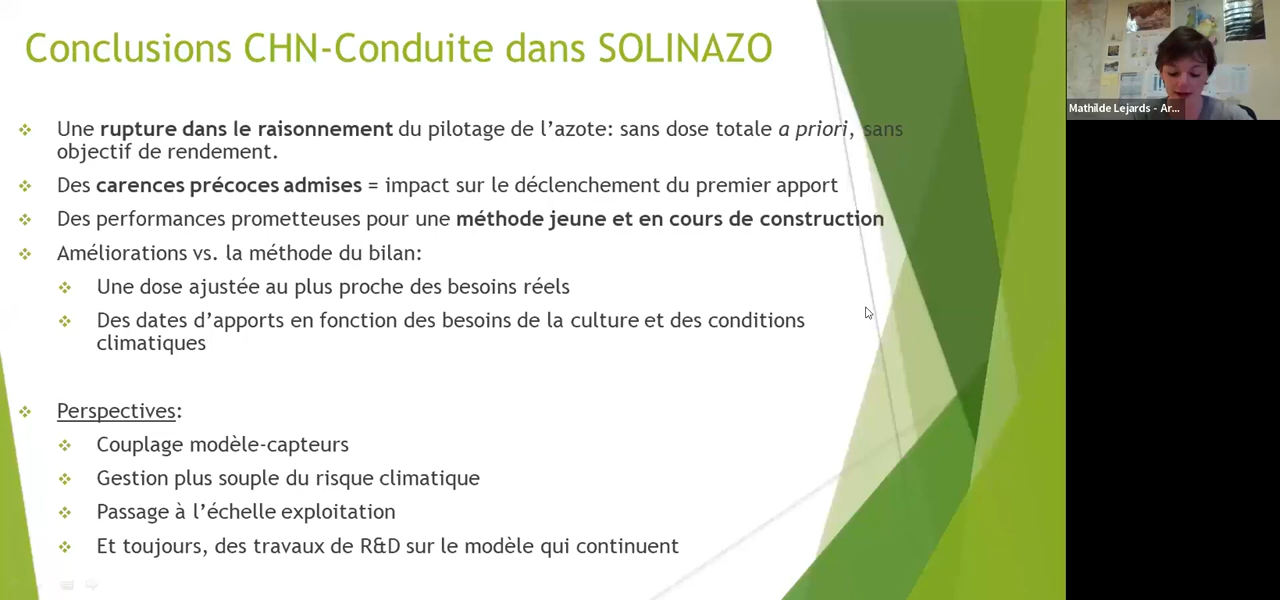 Conclusions CHN-Conduite dans SOLINAZO
Mathilde Lejards - Ar...
Une rupture dans le raisonnement du pilotage de l’azote: sans dose totale a priori, sans
objectif de rendement.
Des carences précoces admises = impact sur le déclenchement du premier apport
Des performances prometteuses pour une méthode jeune et en cours de construction
Améliorations vs. la méthode du bilan:
Une dose ajustée au plus proche des besoins réels
Des dates d’apports en fonction des besoins de la culture et des conditions
climatiques
Perspectives:
Couplage modèle-capteurs
Gestion plus souple du risque climatique
Passage à l’échelle exploitation
Et toujours, des travaux de R&D sur le modèle qui continuent